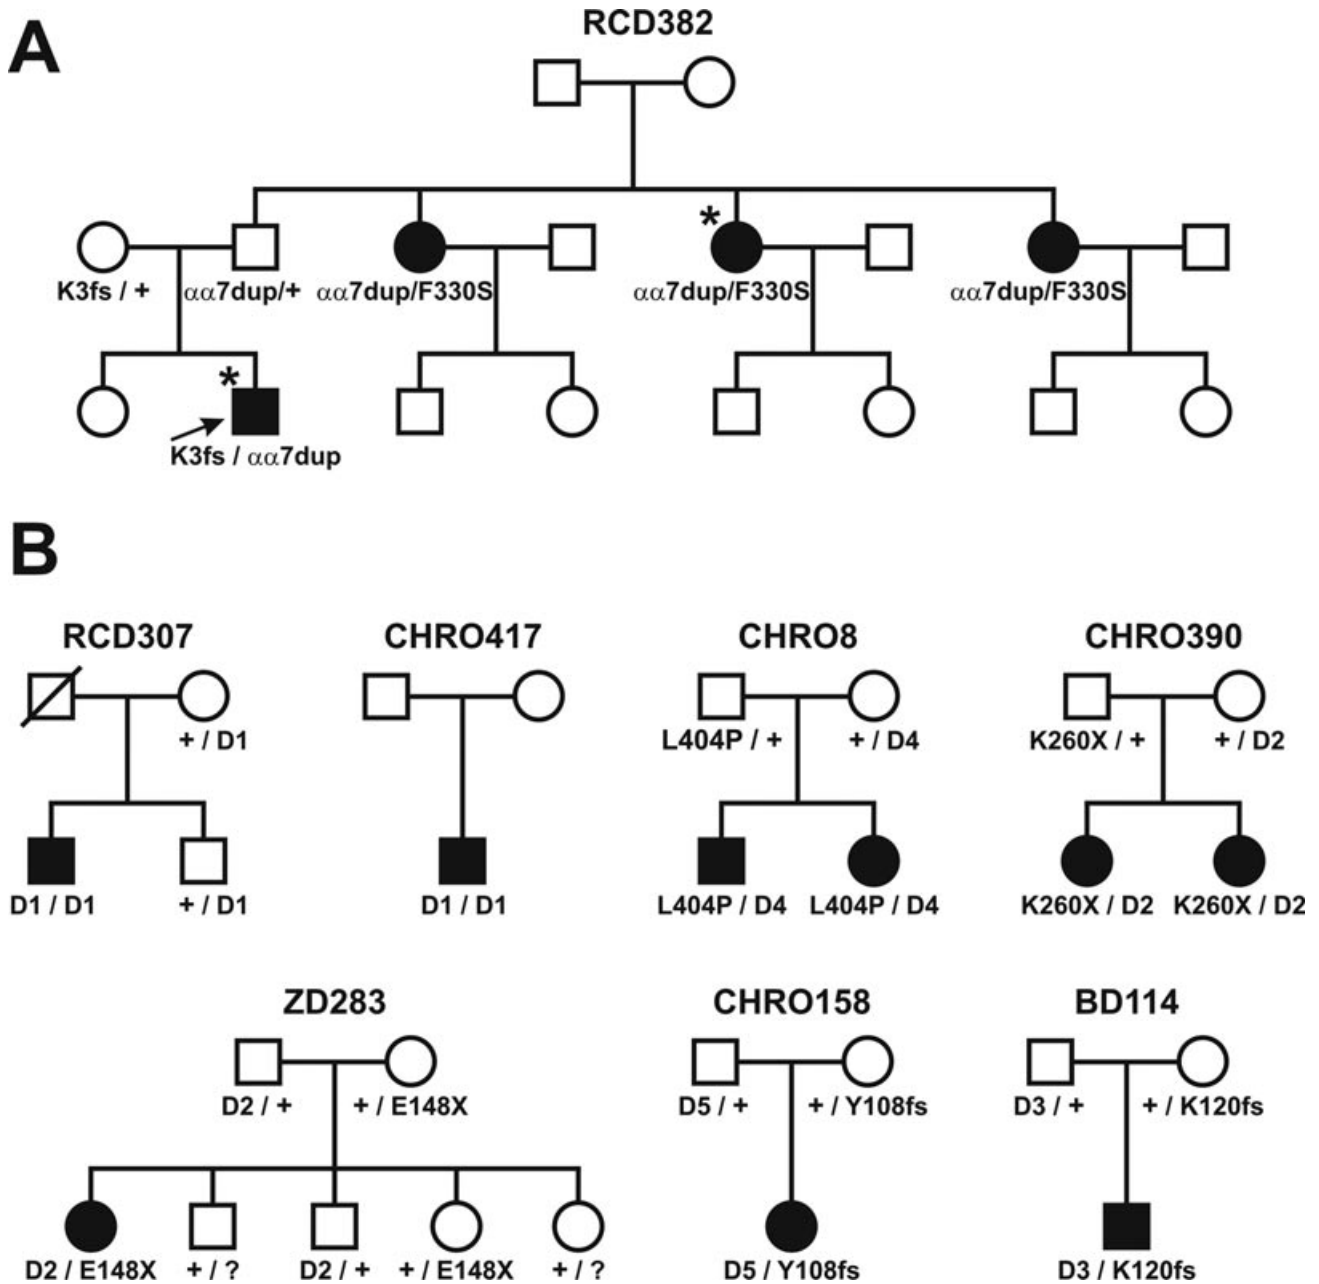 A
RCD382
*
K3fs / + αα7dup/+ αα7dup/F330S αα7dup/F330S αα7dup/F330S
*
K3fs / αα7dup
B
RCD307 CHRO417 CHRO8 CHRO390
+ / D1 L404P / + + / D4 K260X / + + / D2
D1 / D1 + / D1 D1 / D1 L404P / D4 L404P / D4 K260X / D2 K260X / D2
ZD283 CHRO158 BD114
D2 / + + / E148X D5 / + + / Y108fs D3 / + + / K120fs
D2 / E148X + / ? D2 / + + / E148X + / ? D5 / Y108fs D3 / K120fs